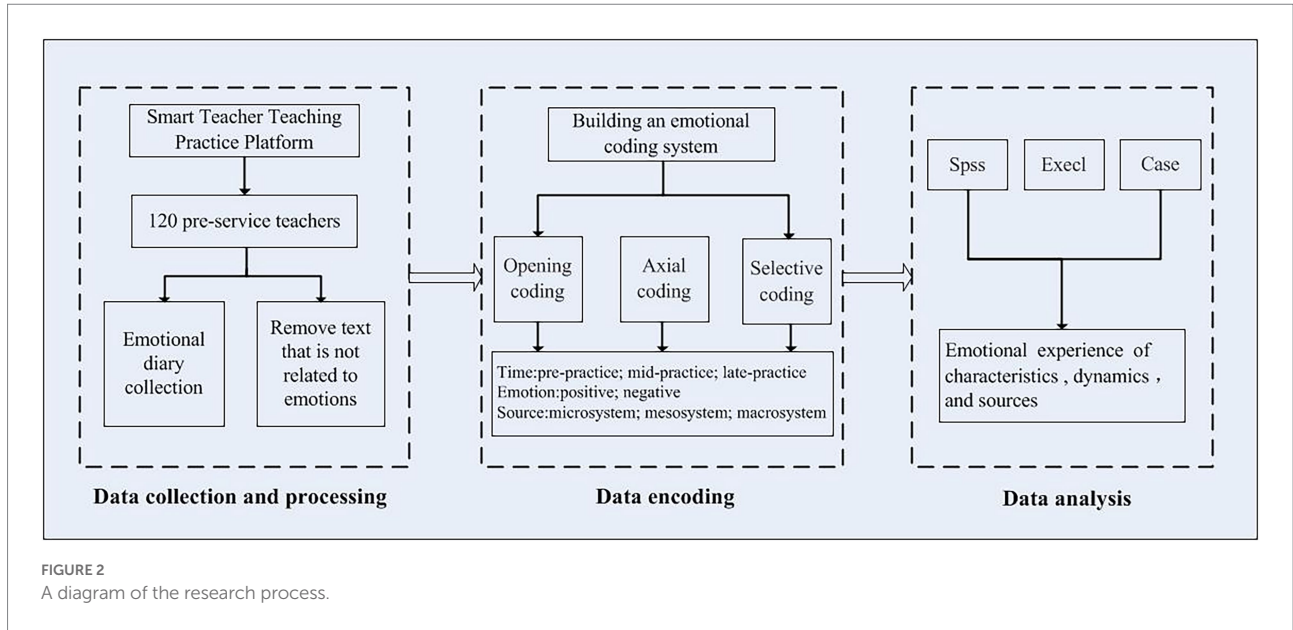 Smart Teacher Teaching
Practice Platform
120 pre-service teachers
Emotional
diary
collection
Remove text
that is not
related to
emotions
Data collection and processing
Building an emotional
coding system
Opening
coding
Axial
coding
Selective
coding
Time:pre-practice; mid-practice; late-practice
Emotion:positive; negative
Source:microsystem; mesosystem; macrosystem
Data encoding
Spss
Execl
Case
Emotional experience of
characteristics , dynamics ,
and sources
Data analysis
FIGURE 2
A diagram of the research process.